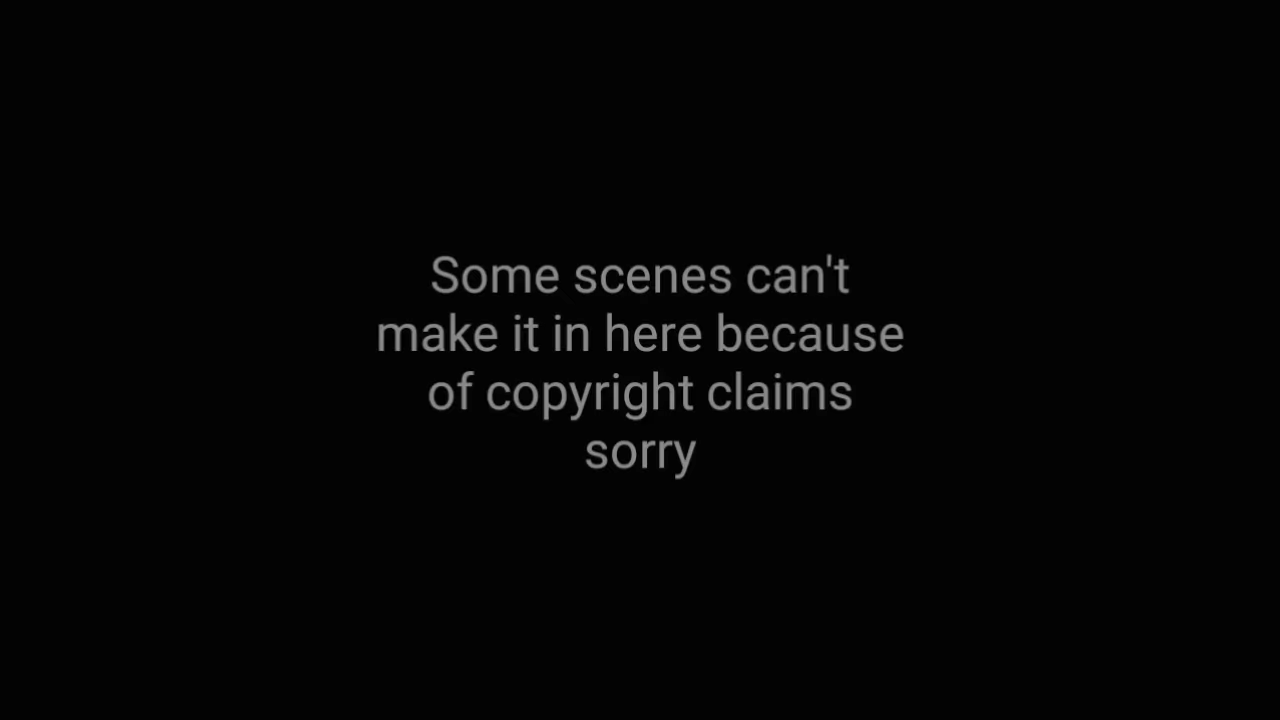 Some scenes can't
make it in here because
of copyright claims
sorry